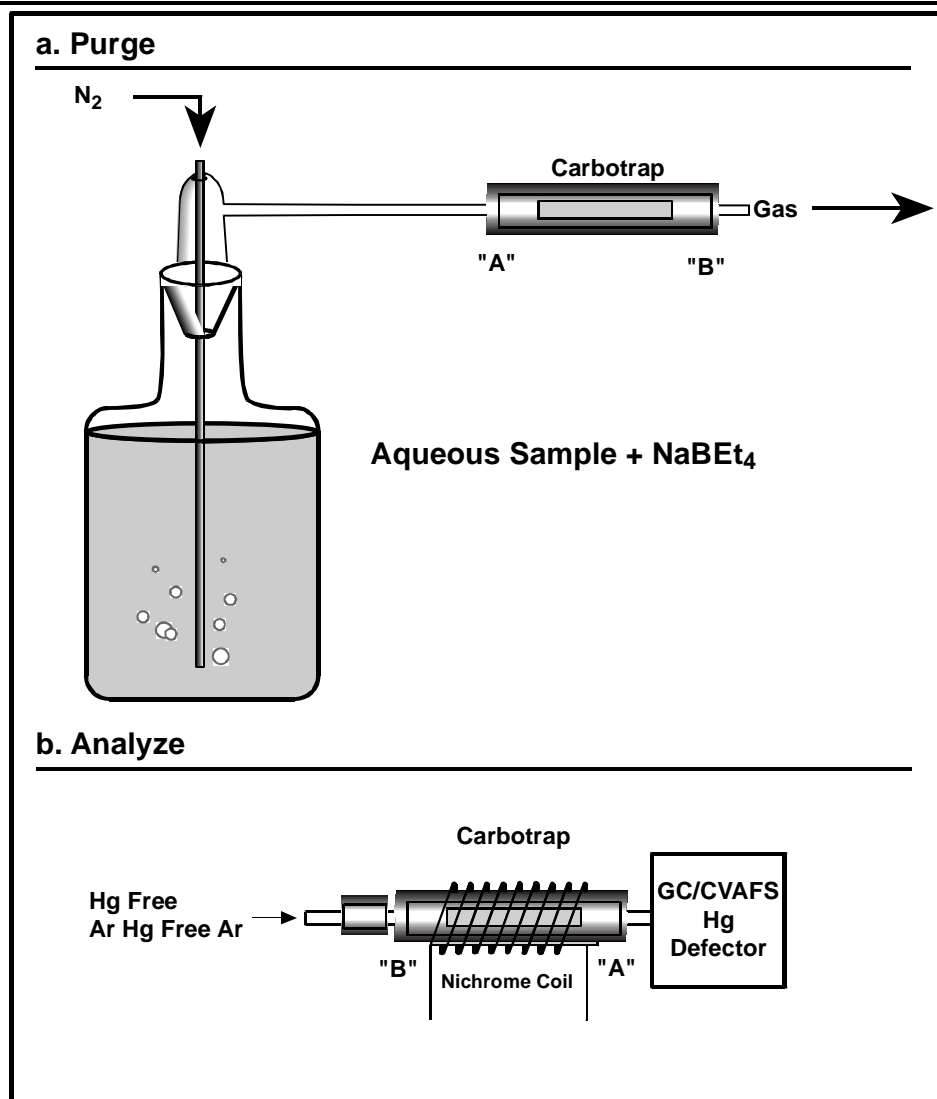 a. Purge
N2
Carbotrap
Gas
"A"
"B"
Aqueous Sample + NaBEt4
b. Analyze
Carbotrap
Hg Free
Ar Hg Free Ar
GC/CVAFS
Hg
Defector
"B"
"A"
Nichrome Coil